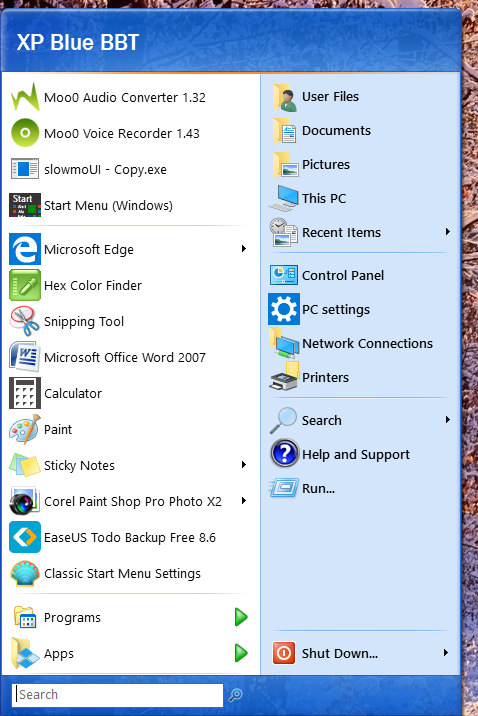 XP Blue BBT
Moo0 Audio Converter 1.32
Moo0 Voice Recorder 1.43
slowmoUI - Copy.exe
Start
Start Menu (Windows)
Microsoft Edge
Hex Color Finder
Snipping Tool
Microsoft Office Word 2007
Calculator
Paint
Sticky Notes
Corel Paint Shop Pro Photo X2
EaseUS Todo Backup Free 8.6
Classic Start Menu Settings
Programs
Apps
Search
User Files
Documents
Pictures
This PC
Recent Items
Control Panel
PC settings
Network Connections
Printers
Search
Help and Support
Run...
Shut Down...